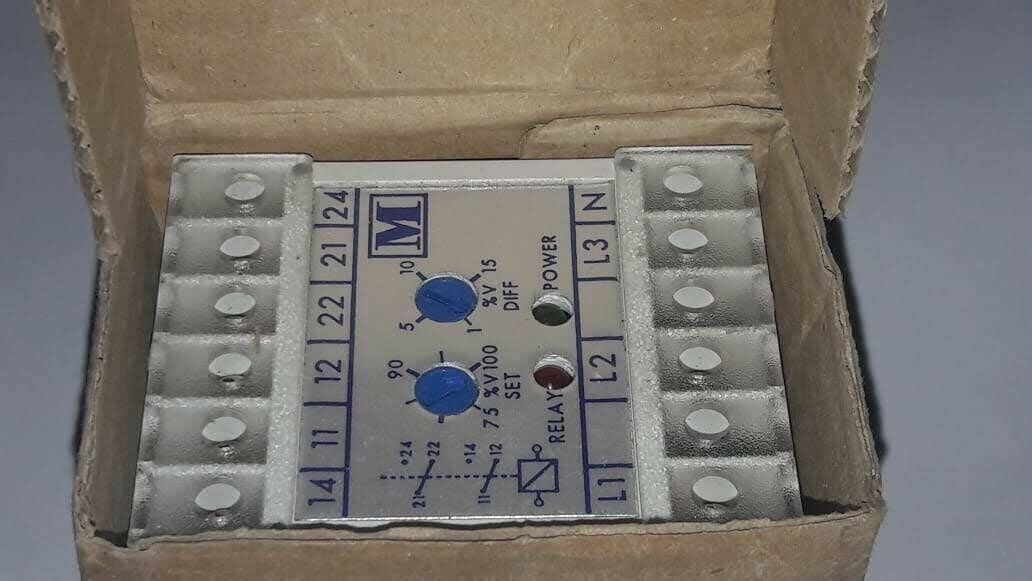 14 11 12 22 21 24
M
21 22 24
11 12 14
90
75 %V 100
SET
5 10
1 %V 15
DIFF
RELAY POWER
L1 L2 L3 N